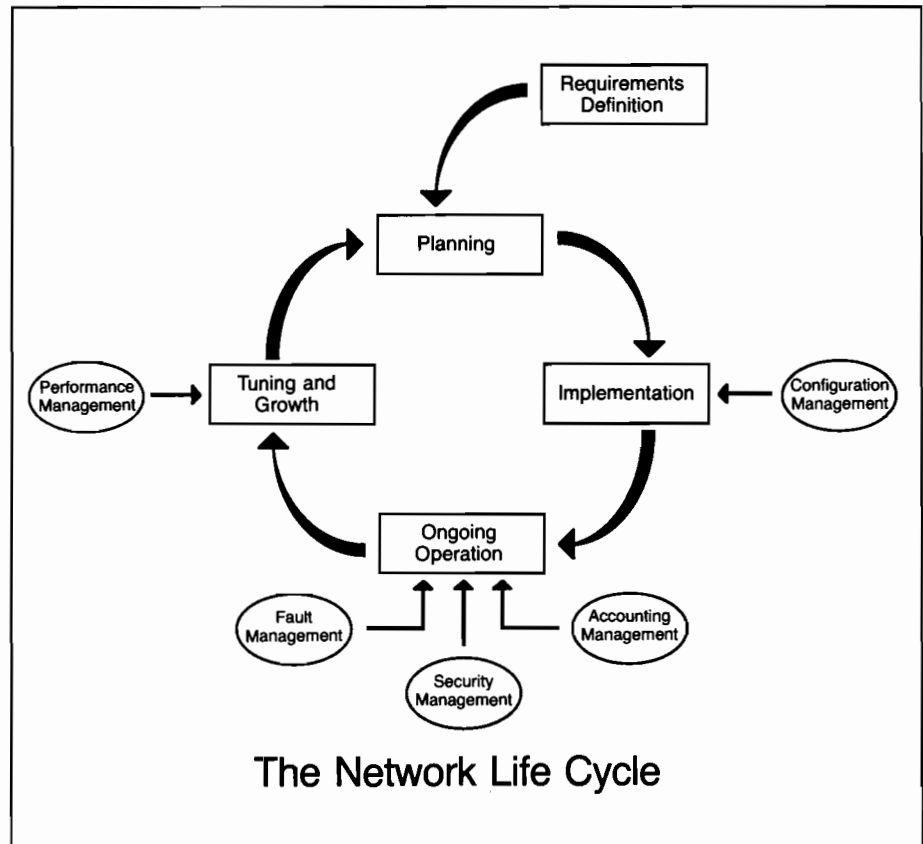 Requirements
Definition
Planning
Performance
Management
Tuning and
Growth
Implementation
Configuration
Management
Ongoing
Operation
Fault
Management
Accounting
Management
Security
Management
The Network Life Cycle